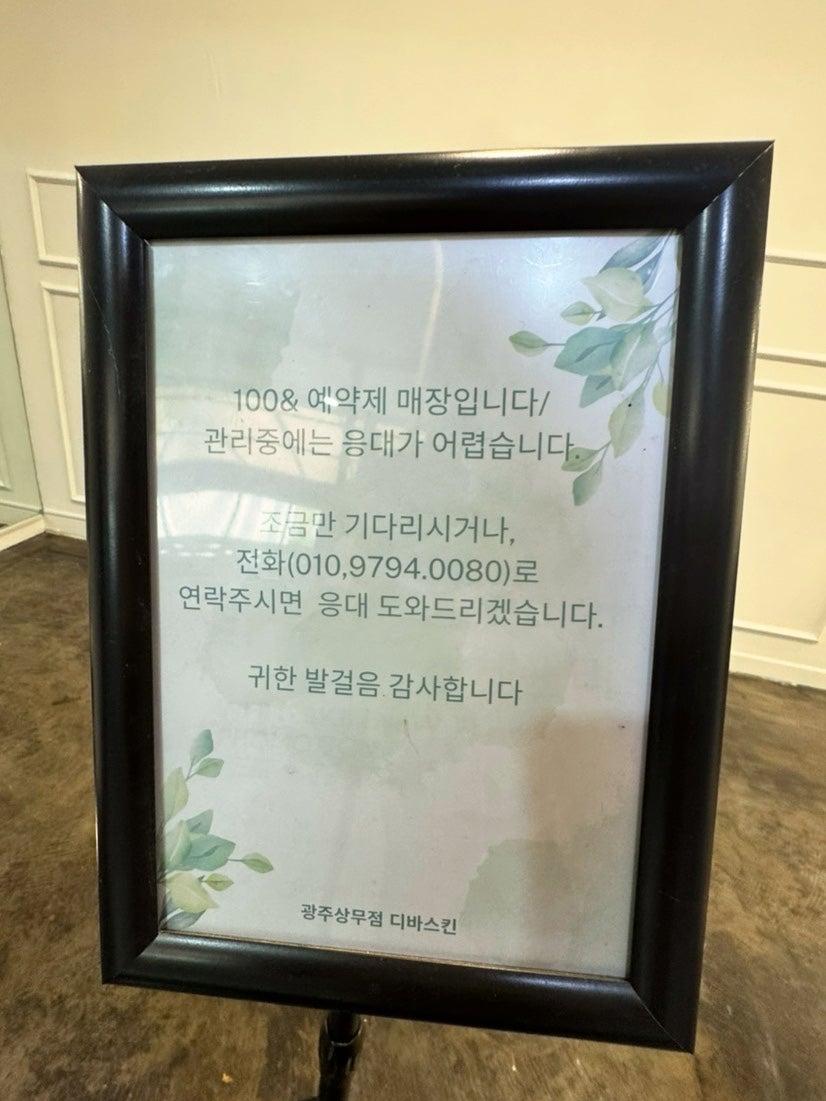 100& 예약제 매장입니다/
관리중에는 응대가 어렵습니다.
조금만 기다리시거나,
전화(010,9794.0080)로
연락주시면 응대 도와드리겠습니다.
귀한 발걸음 감사합니다
광주상무점 디바스킨